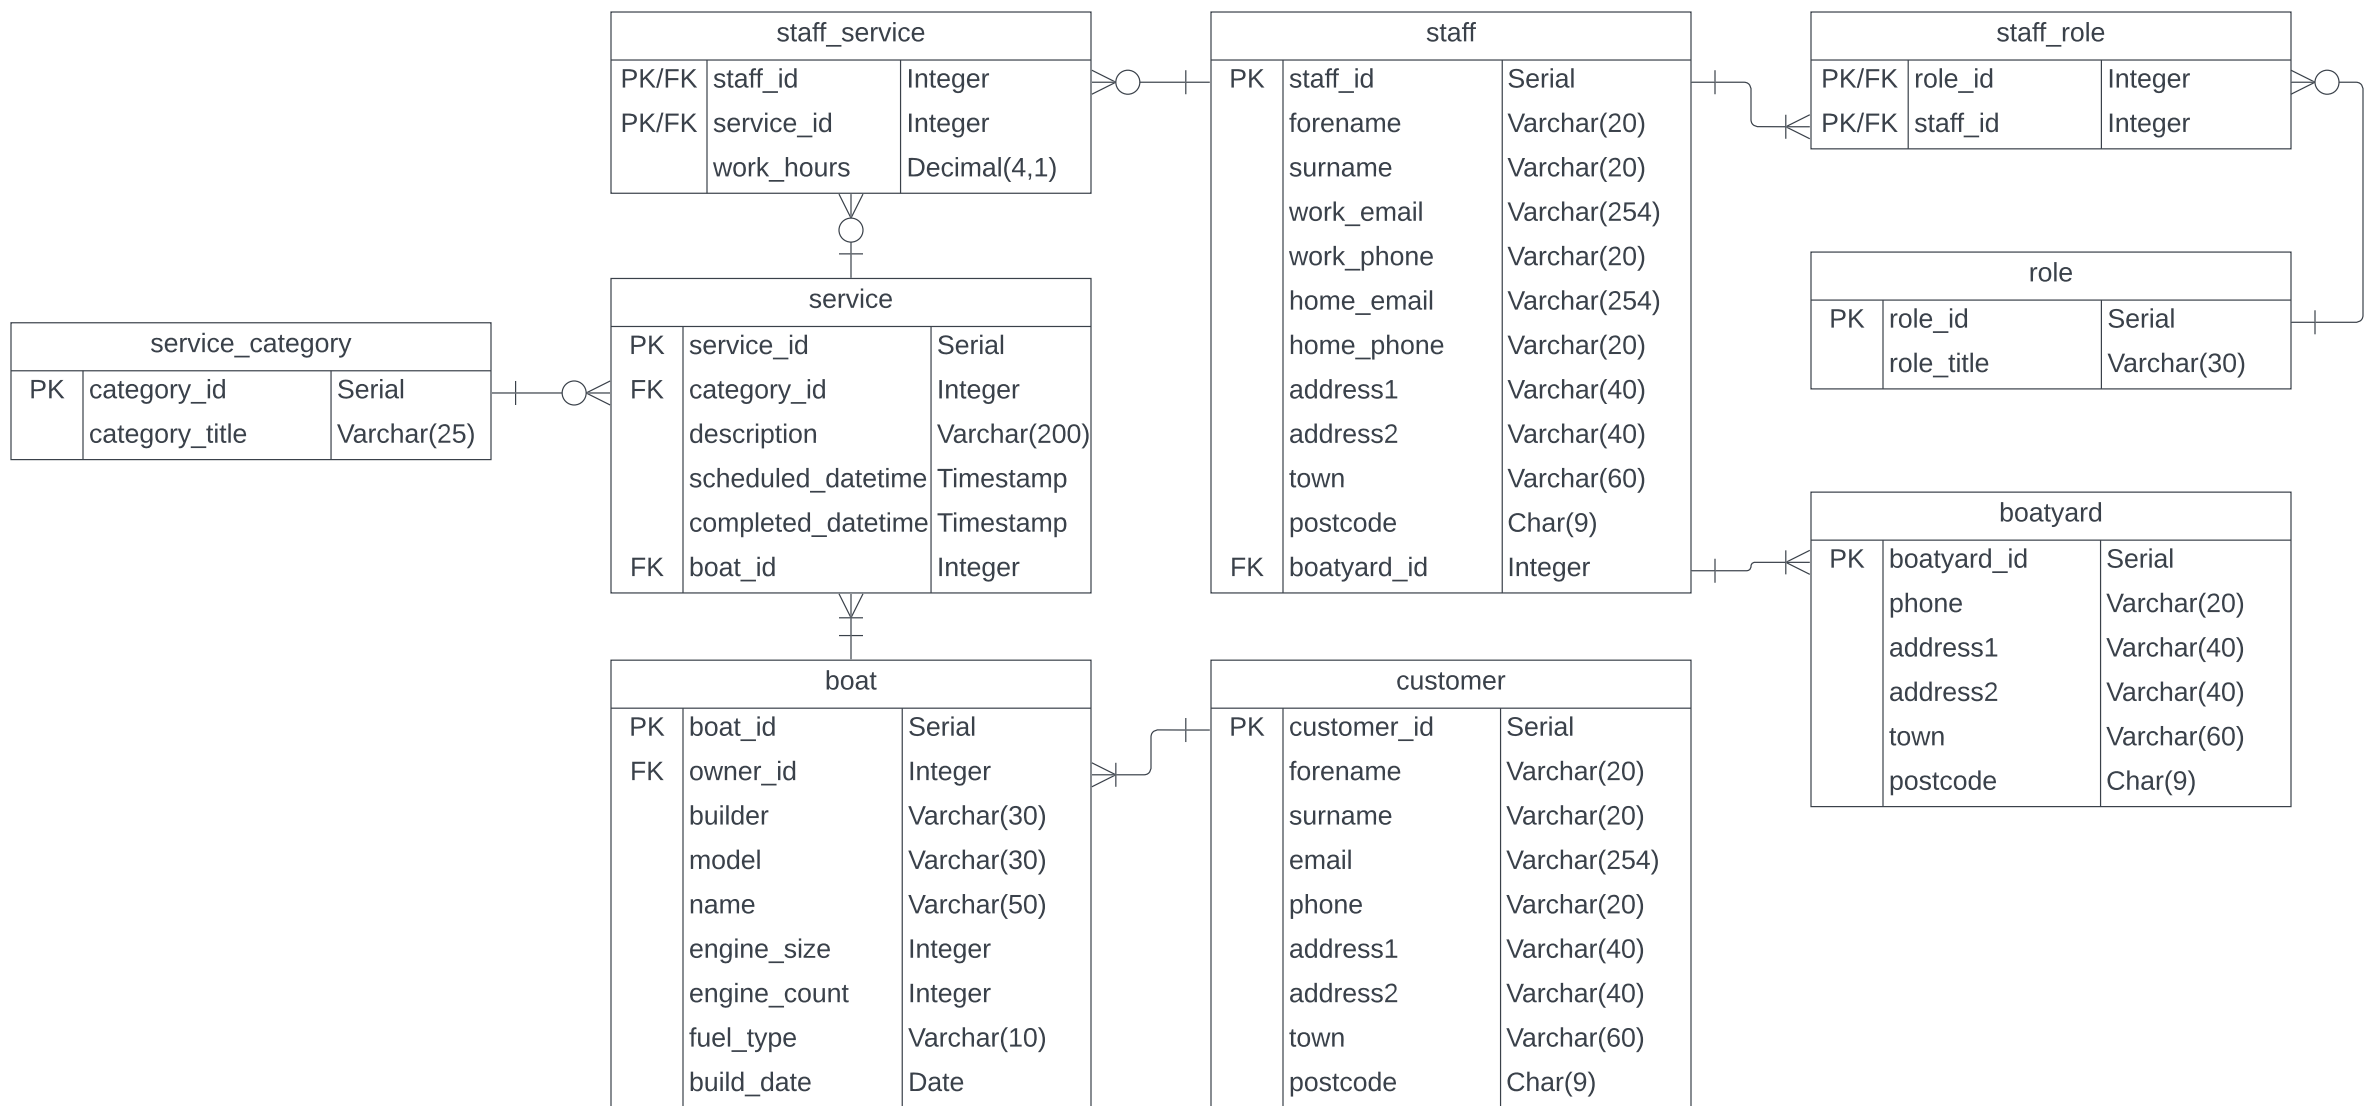 staff_service
PK/FK staff_id Integer
PK/FK service_id Integer
work_hours Decimal(4,1)
staff
PK staff_id Serial
forename Varchar(20)
surname Varchar(20)
work_email Varchar(254)
work_phone Varchar(20)
home_email Varchar(254)
home_phone Varchar(20)
address1 Varchar(40)
address2 Varchar(40)
town Varchar(60)
postcode Char(9)
FK boatyard_id Integer
staff_role
PK/FK role_id Integer
PK/FK staff_id Integer
role
PK role_id Serial
role_title Varchar(30)
service_category
PK category_id Serial
category_title Varchar(25)
service
PK service_id Serial
FK category_id Integer
description Varchar(200)
scheduled_datetime Timestamp
completed_datetime Timestamp
FK boat_id Integer
boatyard
PK boatyard_id Serial
phone Varchar(20)
address1 Varchar(40)
address2 Varchar(40)
town Varchar(60)
postcode Char(9)
boat
PK boat_id Serial
FK owner_id Integer
builder Varchar(30)
model Varchar(30)
name Varchar(50)
engine_size Integer
engine_count Integer
fuel_type Varchar(10)
build_date Date
customer
PK customer_id Serial
forename Varchar(20)
surname Varchar(20)
email Varchar(254)
phone Varchar(20)
address1 Varchar(40)
address2 Varchar(40)
town Varchar(60)
postcode Char(9)